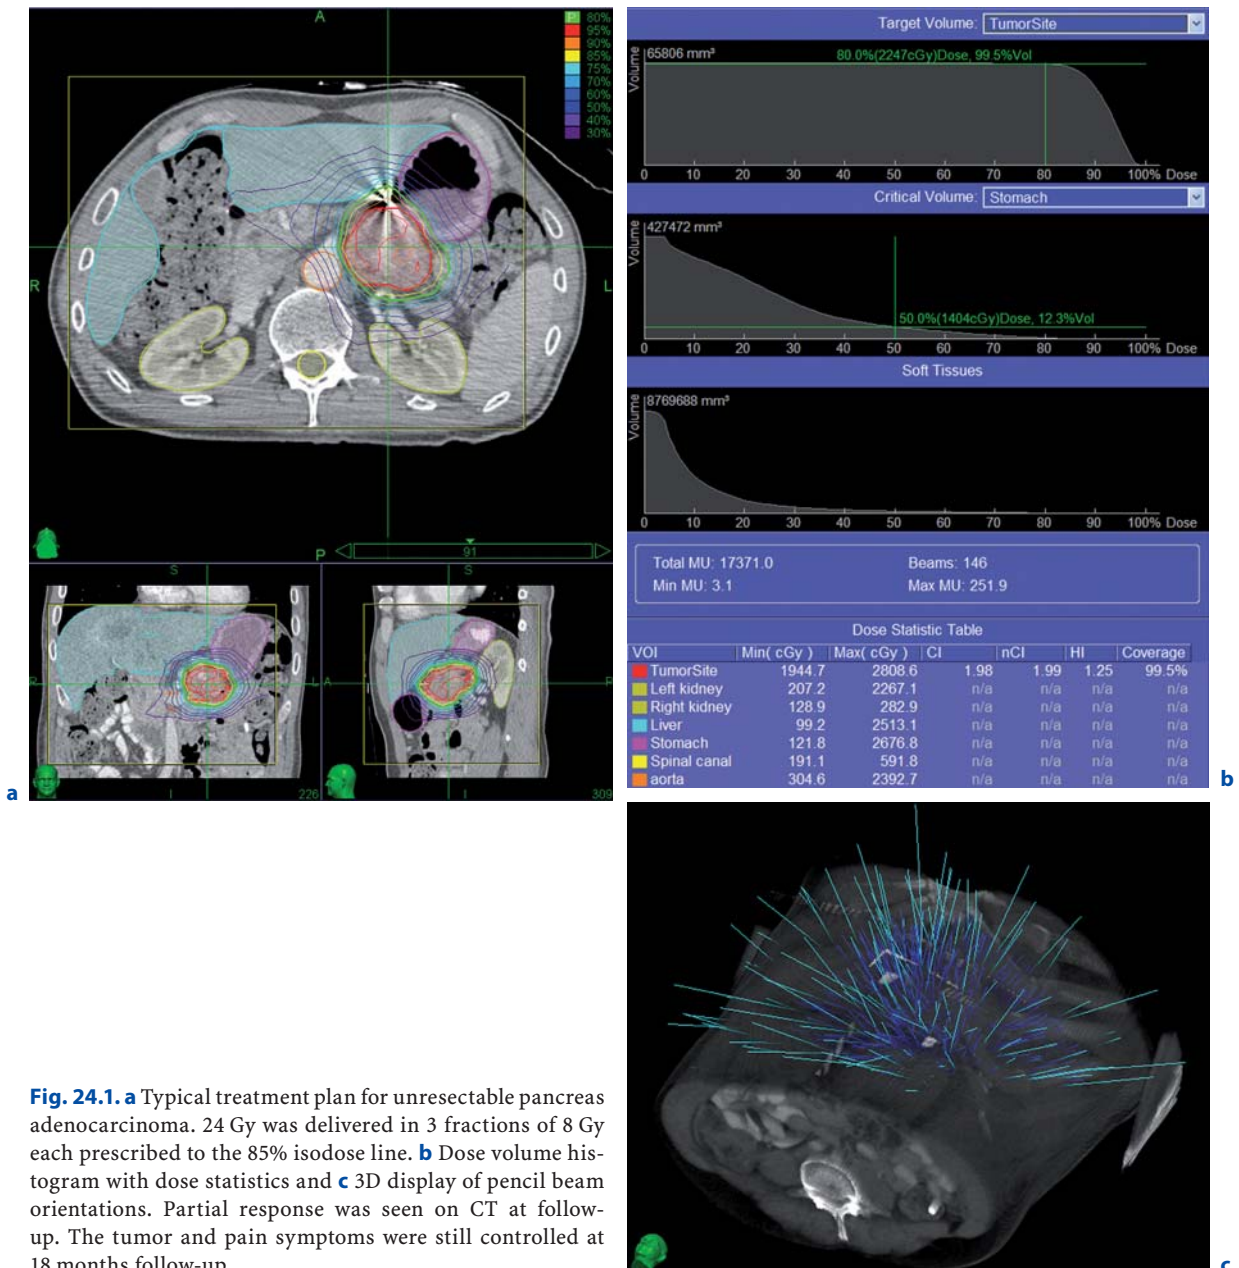 A
P 80%
95%
90%
85%
75%
70%
60%
50%
40%
30%
R
L
P
91
S
R
L
I
226
S
A
P
I
309
a
Target Volume: TumorSite
Volume
65806 mm³
80.0%(2247cGy)Dose, 99.5%Vol
0 10 20 30 40 50 60 70 80 90 100% Dose
Critical Volume: Stomach
Volume
427472 mm³
50.0%(1404cGy)Dose, 12.3%Vol
0 10 20 30 40 50 60 70 80 90 100% Dose
Soft Tissues
Volume
8769688 mm³
0 10 20 30 40 50 60 70 80 90 100% Dose
Total MU: 17371.0 Beams: 146
Min MU: 3.1 Max MU: 251.9
Dose Statistic Table
VOI Min( cGy ) Max( cGy ) CI nCI HI Coverage
TumorSite 1944.7 2808.6 1.98 1.99 1.25 99.5%
Left kidney 207.2 2267.1 n/a n/a n/a n/a
Right kidney 128.9 282.9 n/a n/a n/a n/a
Liver 99.2 2513.1 n/a n/a n/a n/a
Stomach 121.8 2676.8 n/a n/a n/a n/a
Spinal canal 191.1 591.8 n/a n/a n/a n/a
aorta 304.6 2392.7 n/a n/a n/a n/a
b
Fig. 24.1. a Typical treatment plan for unresectable pancreas
adenocarcinoma. 24 Gy was delivered in 3 fractions of 8 Gy
each prescribed to the 85% isodose line. b Dose volume his-
togram with dose statistics and c 3D display of pencil beam
orientations. Partial response was seen on CT at follow-
up. The tumor and pain symptoms were still controlled at
18 months follow-up
c